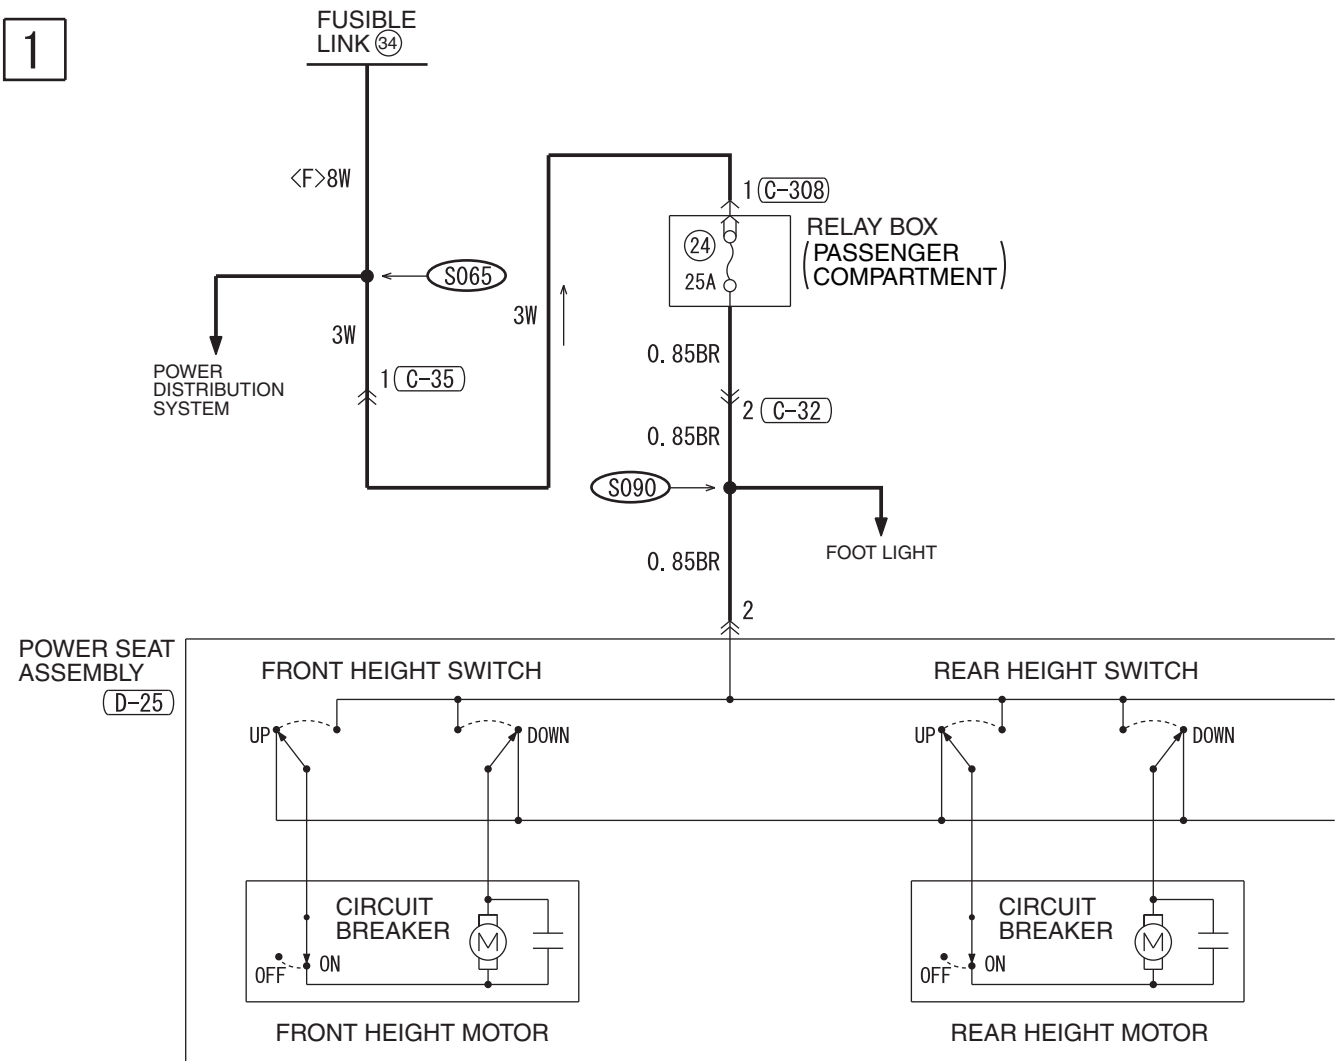 1
FUSIBLE
LINK 34
<F>8W
1 C-308
RELAY BOX
(PASSENGER
COMPARTMENT)
24
25A
S065
3W
3W
POWER
DISTRIBUTION
SYSTEM
1 C-35
0.85BR
2 C-32
0.85BR
S090
FOOT LIGHT
0.85BR
2
POWER SEAT
ASSEMBLY
D-25
FRONT HEIGHT SWITCH
REAR HEIGHT SWITCH
UP
DOWN
UP
DOWN
CIRCUIT
BREAKER
M
OFF
ON
CIRCUIT
BREAKER
M
OFF
ON
FRONT HEIGHT MOTOR
REAR HEIGHT MOTOR